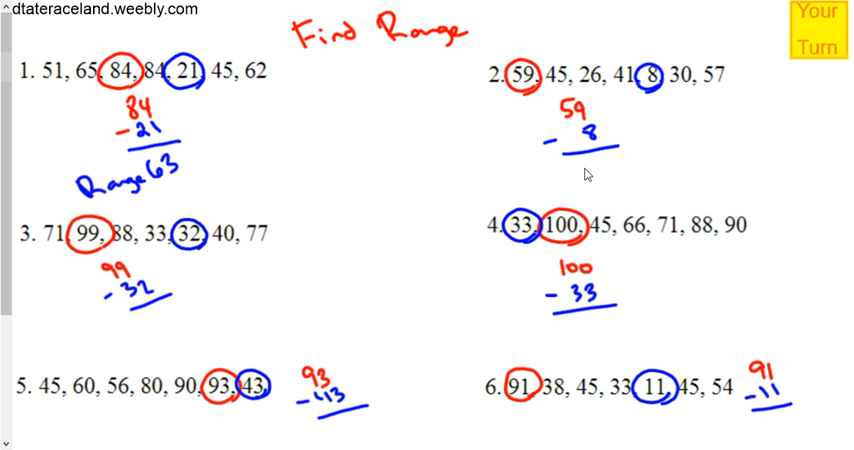 dtateraceland.weebly.com
Find Range
Your
Turn
1. 51, 65, 84, 84, 21, 45, 62
84
- 21
Range 63
2. 59, 45, 26, 41, 8, 30, 57
59
- 8
3. 71, 99, 88, 33, 32, 40, 77
99
- 32
4. 33, 100, 45, 66, 71, 88, 90
100
- 33
5. 45, 60, 56, 80, 90, 93, 43,
93
- 43
6. 91, 38, 45, 33, 11, 45, 54
91
- 11